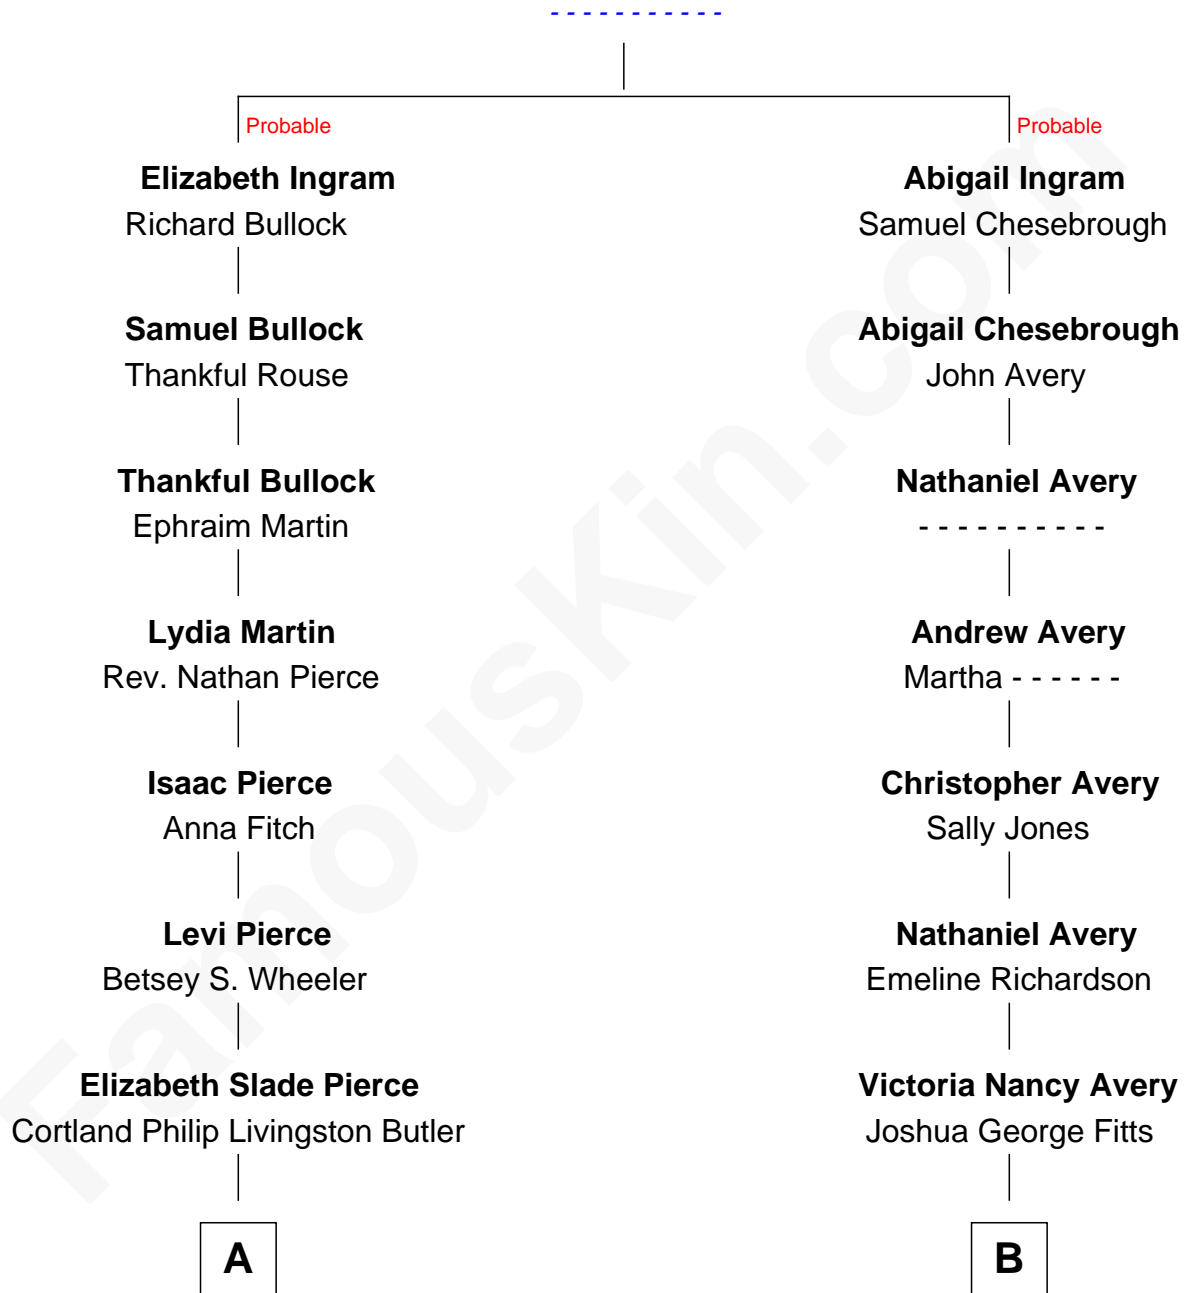 - - - - - - - - - - -
Probable Probable
Elizabeth Ingram Abigail Ingram
Richard Bullock Samuel Chesebrough
Samuel Bullock Abigail Chesebrough
Thankful Rouse John Avery
Thankful Bullock Nathaniel Avery
Ephraim Martin - - - - - - - - - -
Lydia Martin Andrew Avery
Rev. Nathan Pierce Martha - - - - - -
Isaac Pierce Christopher Avery
Anna Fitch Sally Jones
Levi Pierce Nathaniel Avery
Betsey S. Wheeler Emeline Richardson
Elizabeth Slade Pierce Victoria Nancy Avery
Cortland Philip Livingston Butler Joshua George Fitts
A B
FamousKin.com